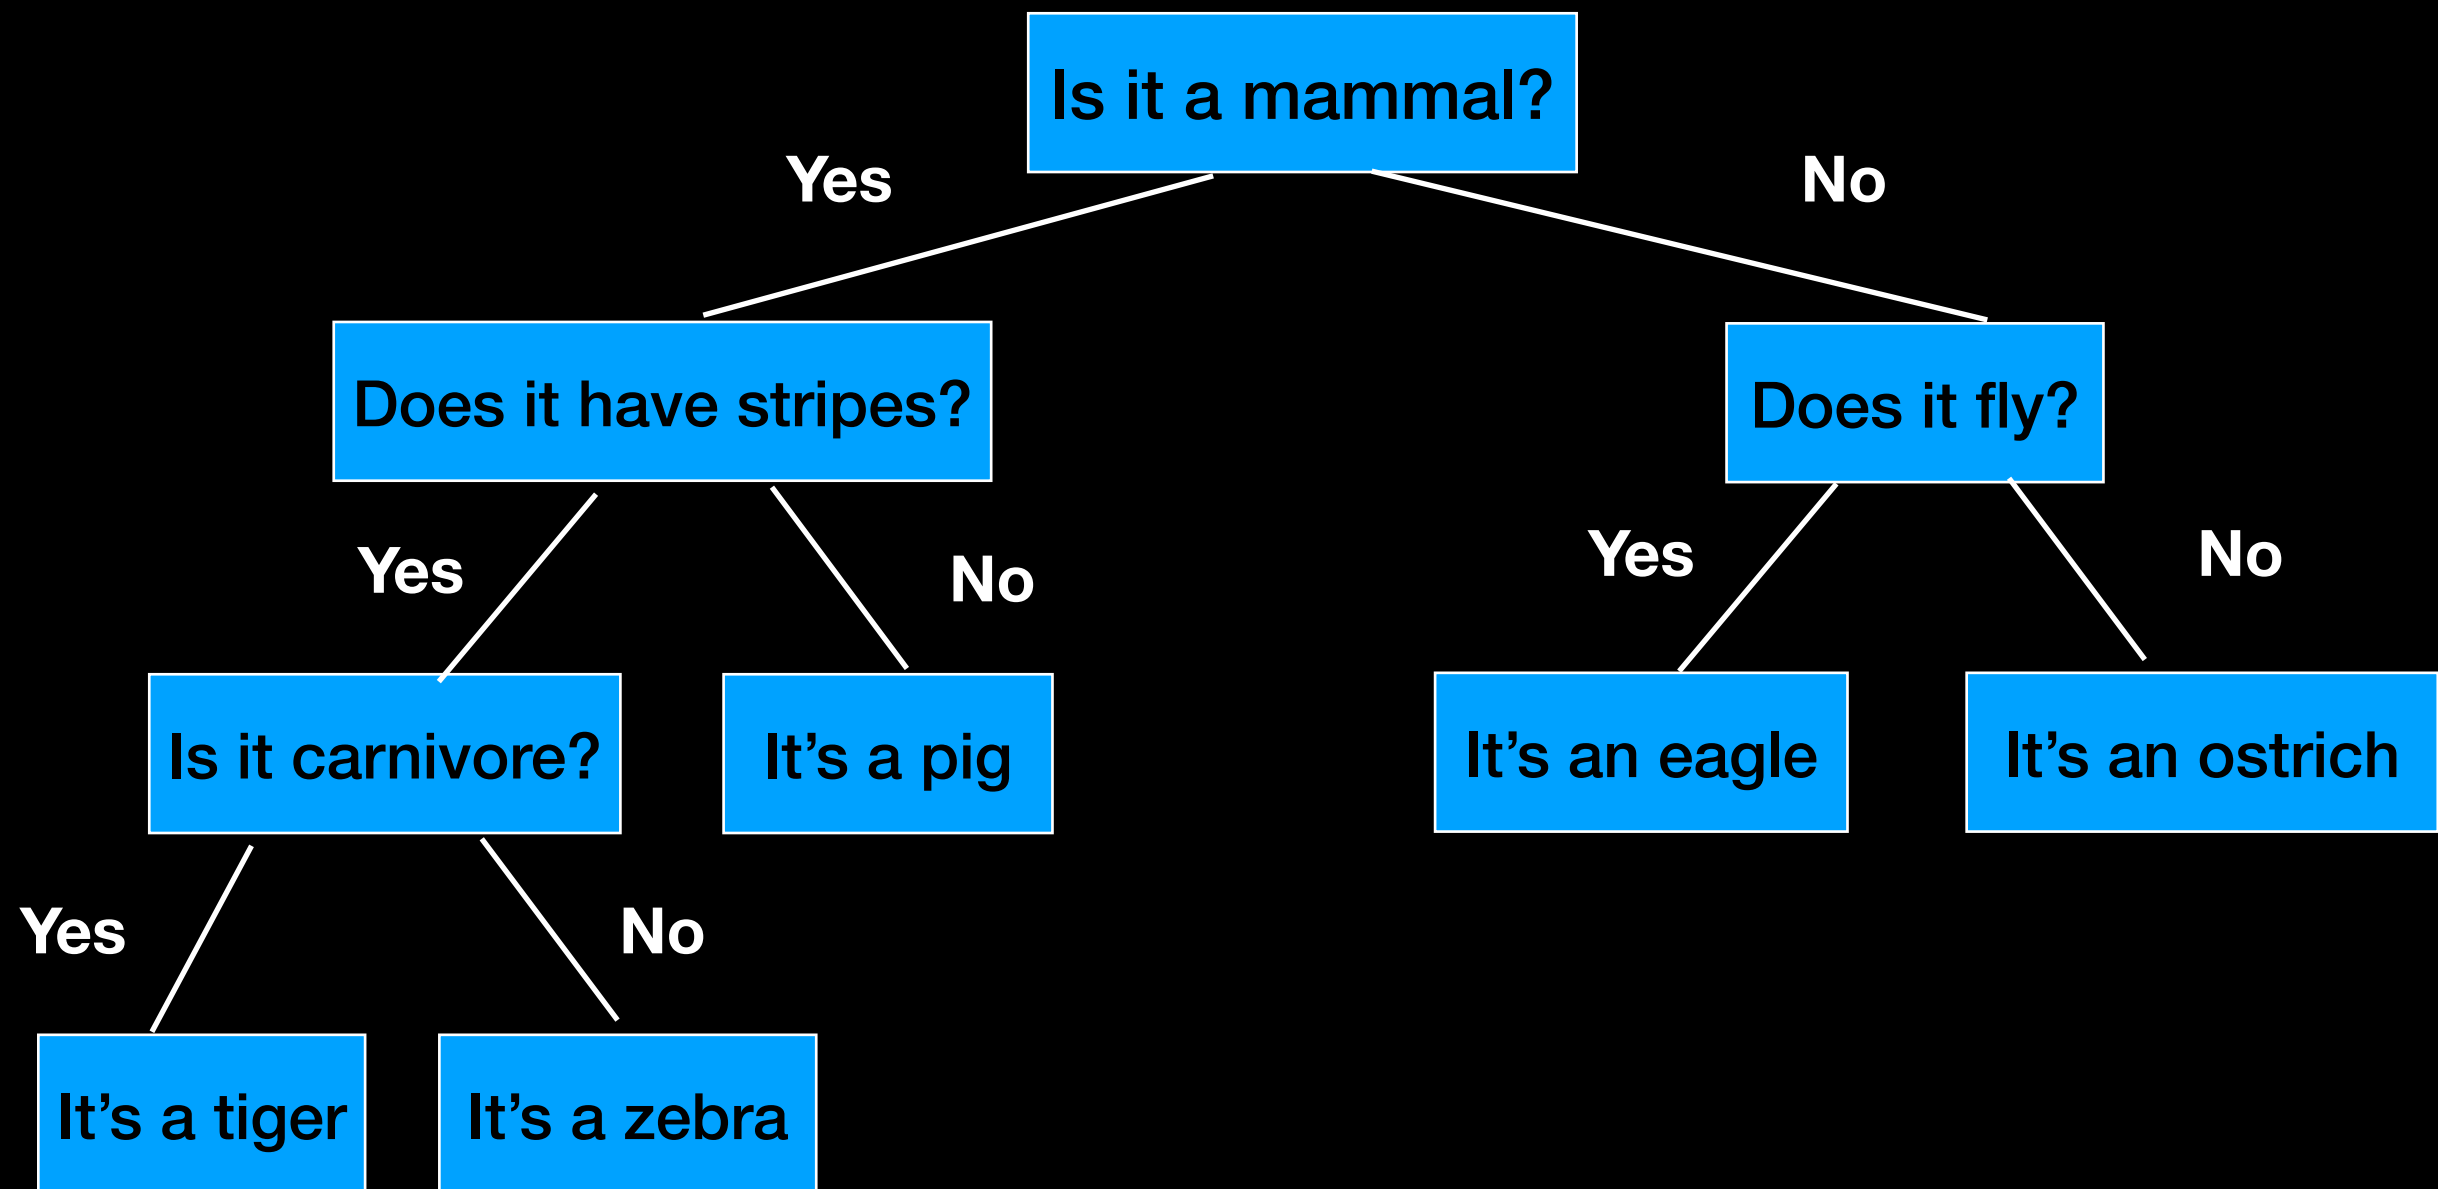 Is it a mammal?
Yes
No
Does it have stripes?
Does it fly?
Yes
No
Yes
No
Is it carnivore?
It’s a pig
It’s an eagle
It’s an ostrich
Yes
No
It’s a tiger
It’s a zebra